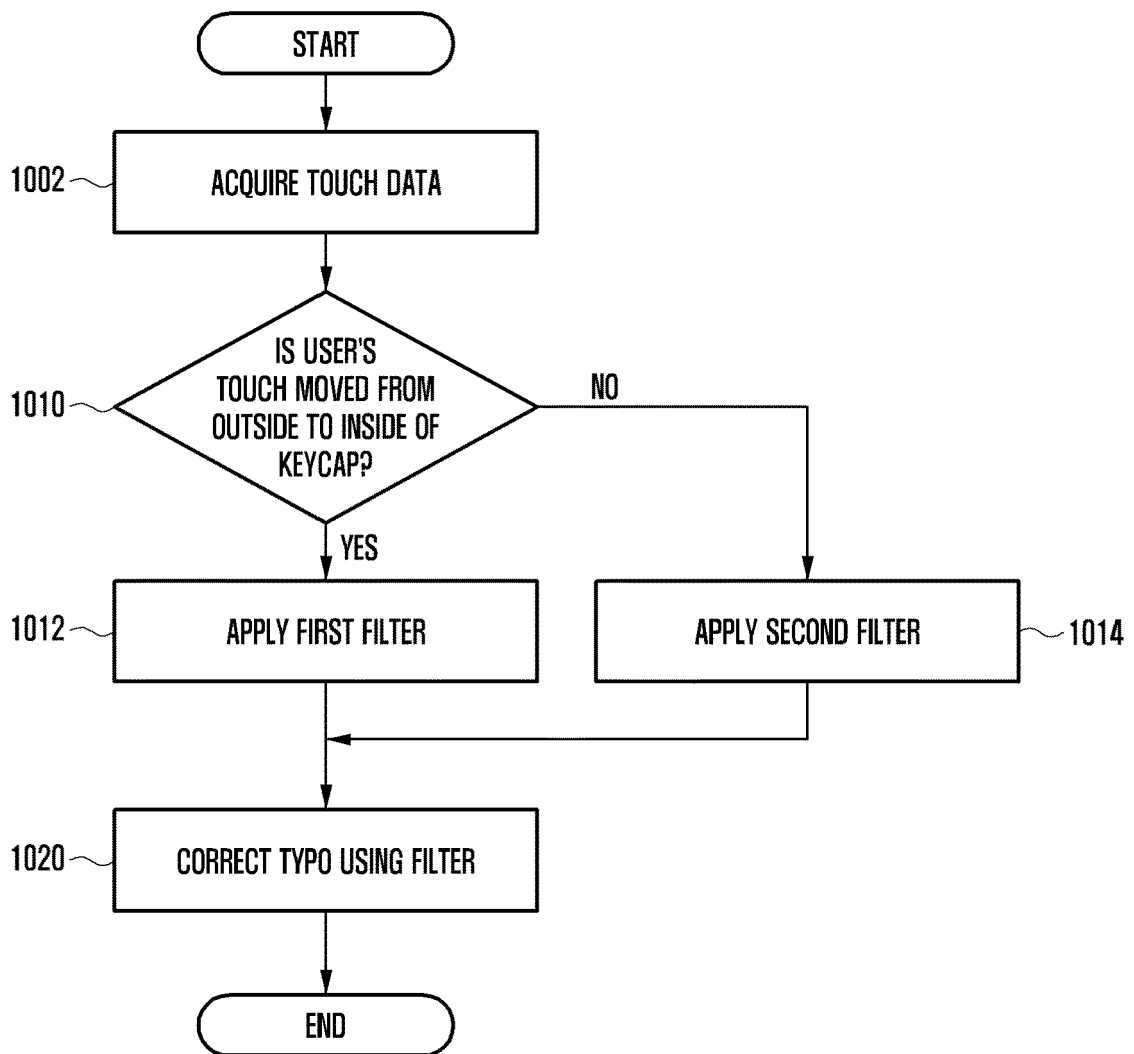 START
1002
ACQUIRE TOUCH DATA
IS USER'S
TOUCH MOVED FROM
OUTSIDE TO INSIDE OF
KEYCAP?
1010
NO
YES
1012
APPLY FIRST FILTER
APPLY SECOND FILTER
1014
1020
CORRECT TYPO USING FILTER
END